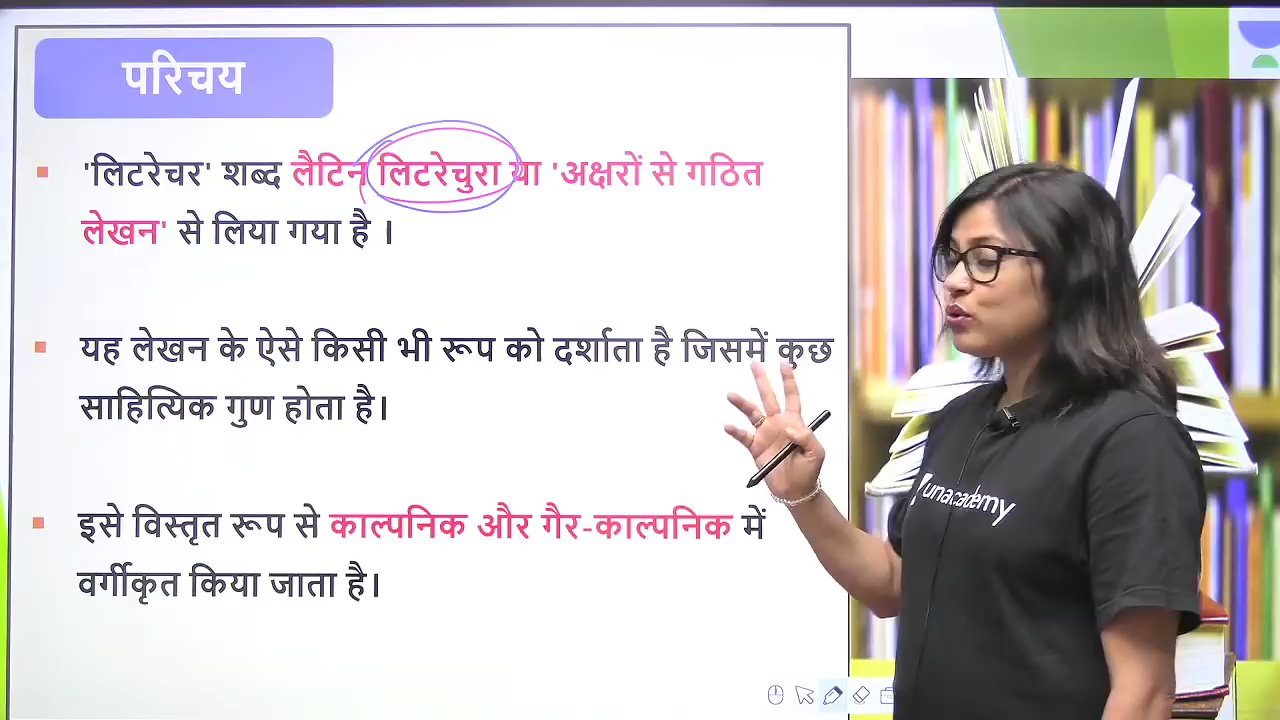 परिचय
'लिटरेचर' शब्द लैटिन लिटरेचुरा या 'अक्षरों से गठित
लेखन' से लिया गया है ।
यह लेखन के ऐसे किसी भी रूप को दर्शाता है जिसमें कुछ
साहित्यिक गुण होता है।
इसे विस्तृत रूप से काल्पनिक और गैर-काल्पनिक में
वर्गीकृत किया जाता है।
unacademy